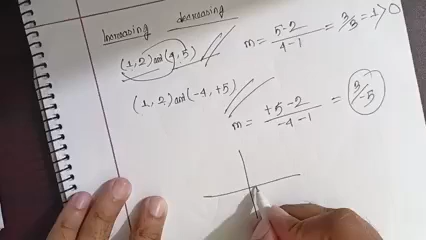 Increasing decreasing
(1, 2) and (4, 5) m = 5-2 / 4-1 = 3/3 = 1 > 0
(1, 2) and (-4, +5)
m = +5-2 / -4-1 = 3/-5